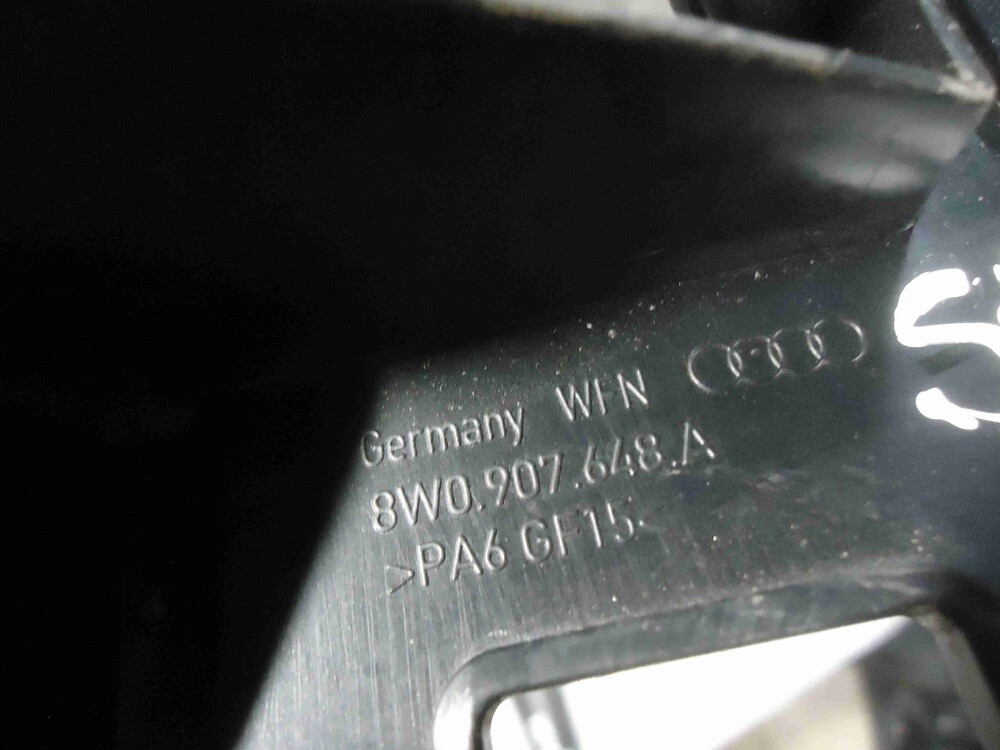 Germany WFN
8W0.907.648.A
>PA6 GF15<